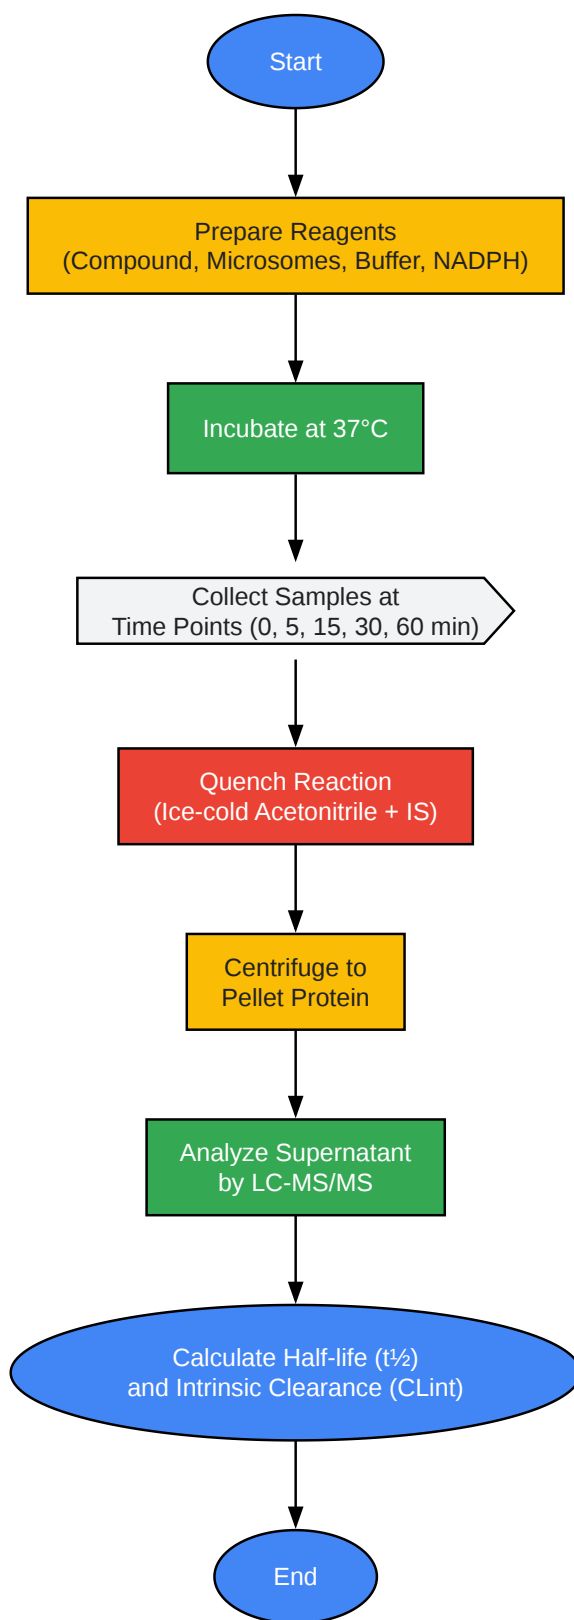 Start
Prepare Reagents
(Compound, Microsomes, Buffer, NADPH)
Incubate at 37°C
Collect Samples at
Time Points (0, 5, 15, 30, 60 min)
Quench Reaction
(Ice-cold Acetonitrile + IS)
Centrifuge to
Pellet Protein
Analyze Supernatant
by LC-MS/MS
Calculate Half-life (t½)
and Intrinsic Clearance (CLint)
End